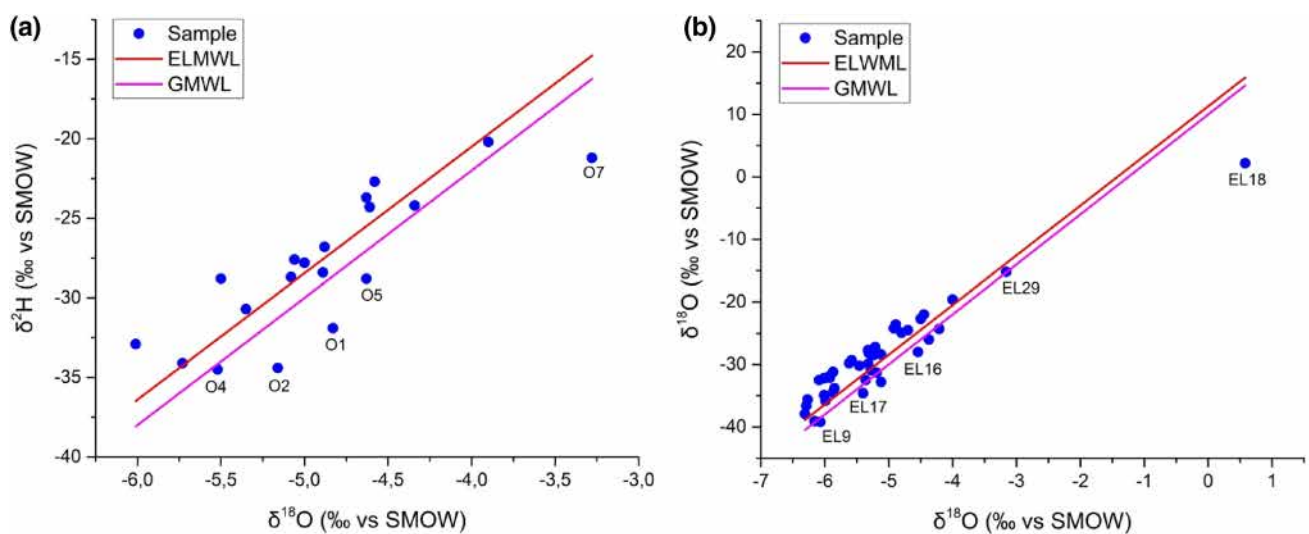 (a)
Sample
ELMWL
GMWL
-15
-20
-25
-30
-35
-40
δ²H (‰ vs SMOW)
O7
O5
O1
O4
O2
-6,0
-5,5
-5,0
-4,5
-4,0
-3,5
-3,0
δ¹⁸O (‰ vs SMOW)
(b)
Sample
ELWML
GMWL
20
10
0
-10
-20
-30
-40
δ¹⁸O (‰ vs SMOW)
EL18
EL29
EL16
EL17
EL9
-7
-6
-5
-4
-3
-2
-1
0
1
δ¹⁸O (‰ vs SMOW)